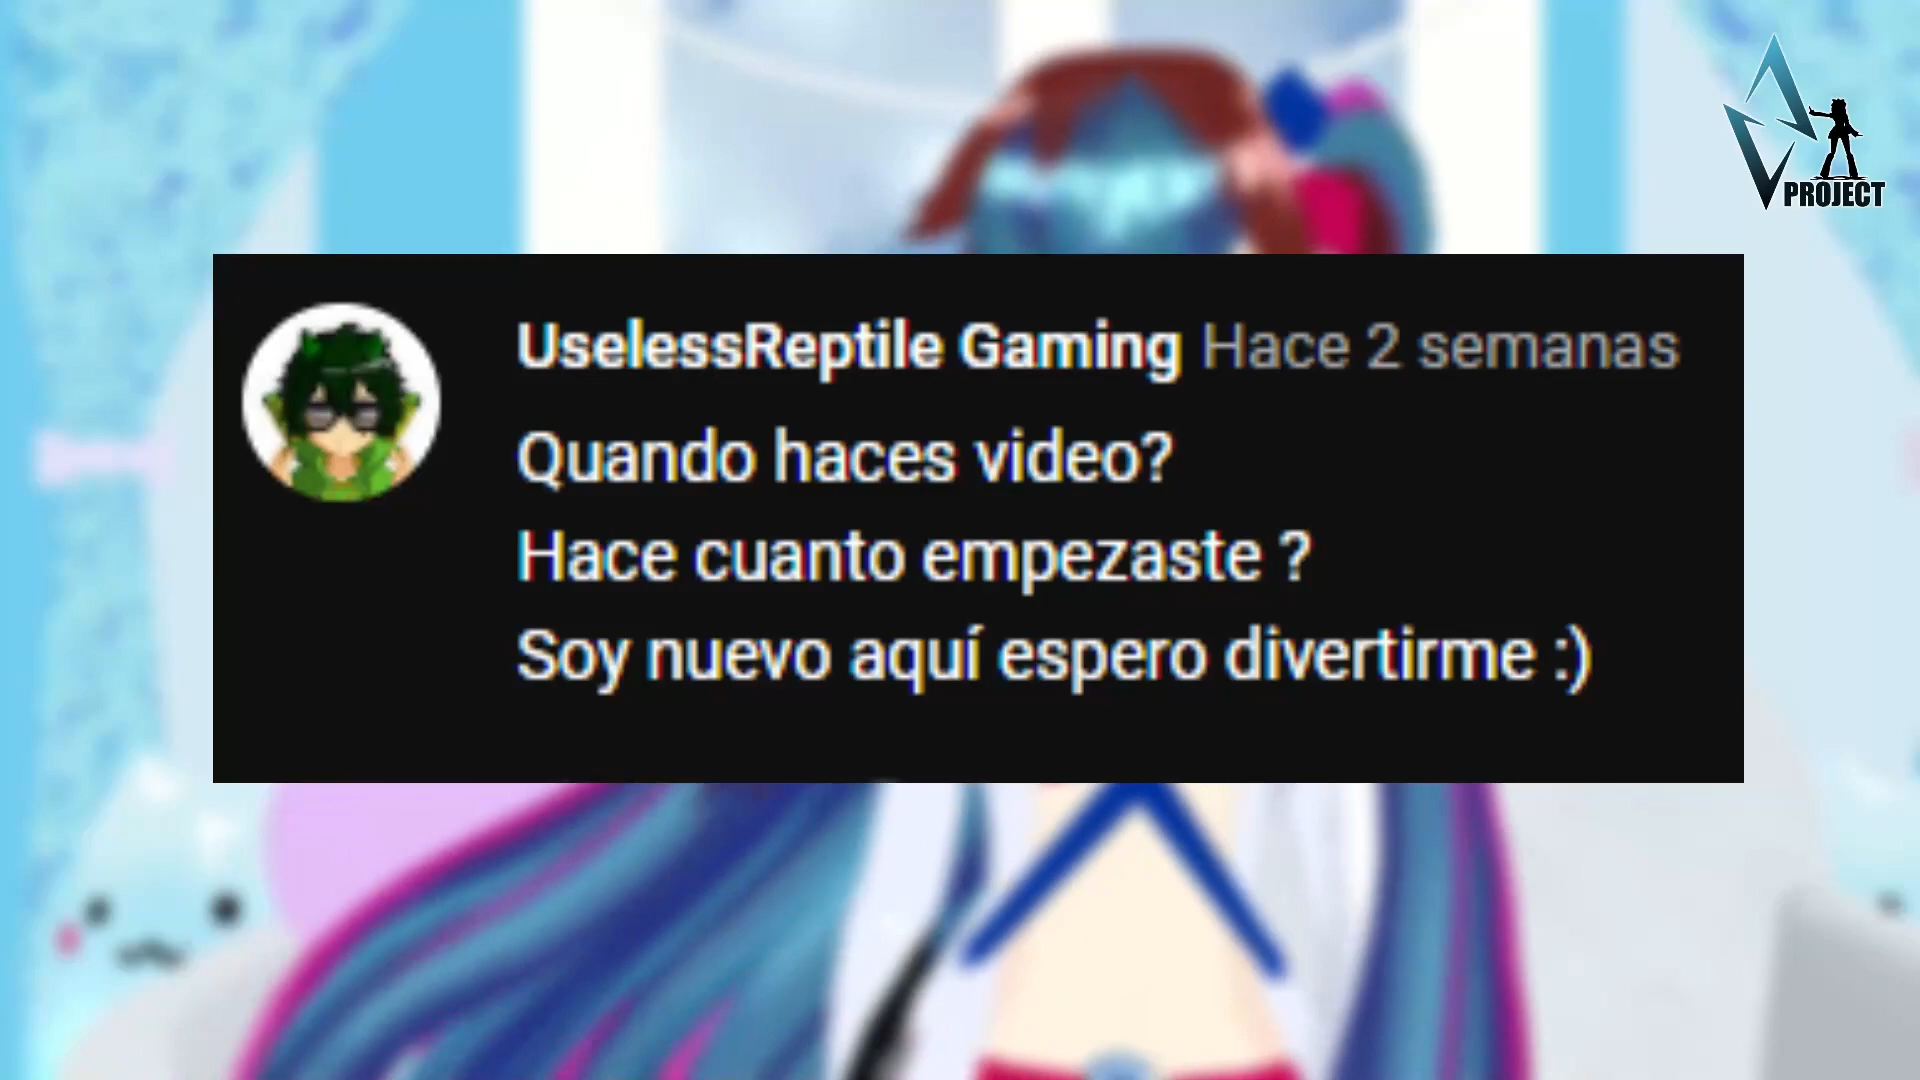 PROJECT
UselessReptile Gaming Hace 2 semanas
Quando haces video?
Hace cuanto empezaste ?
Soy nuevo aquí espero divertirme :)